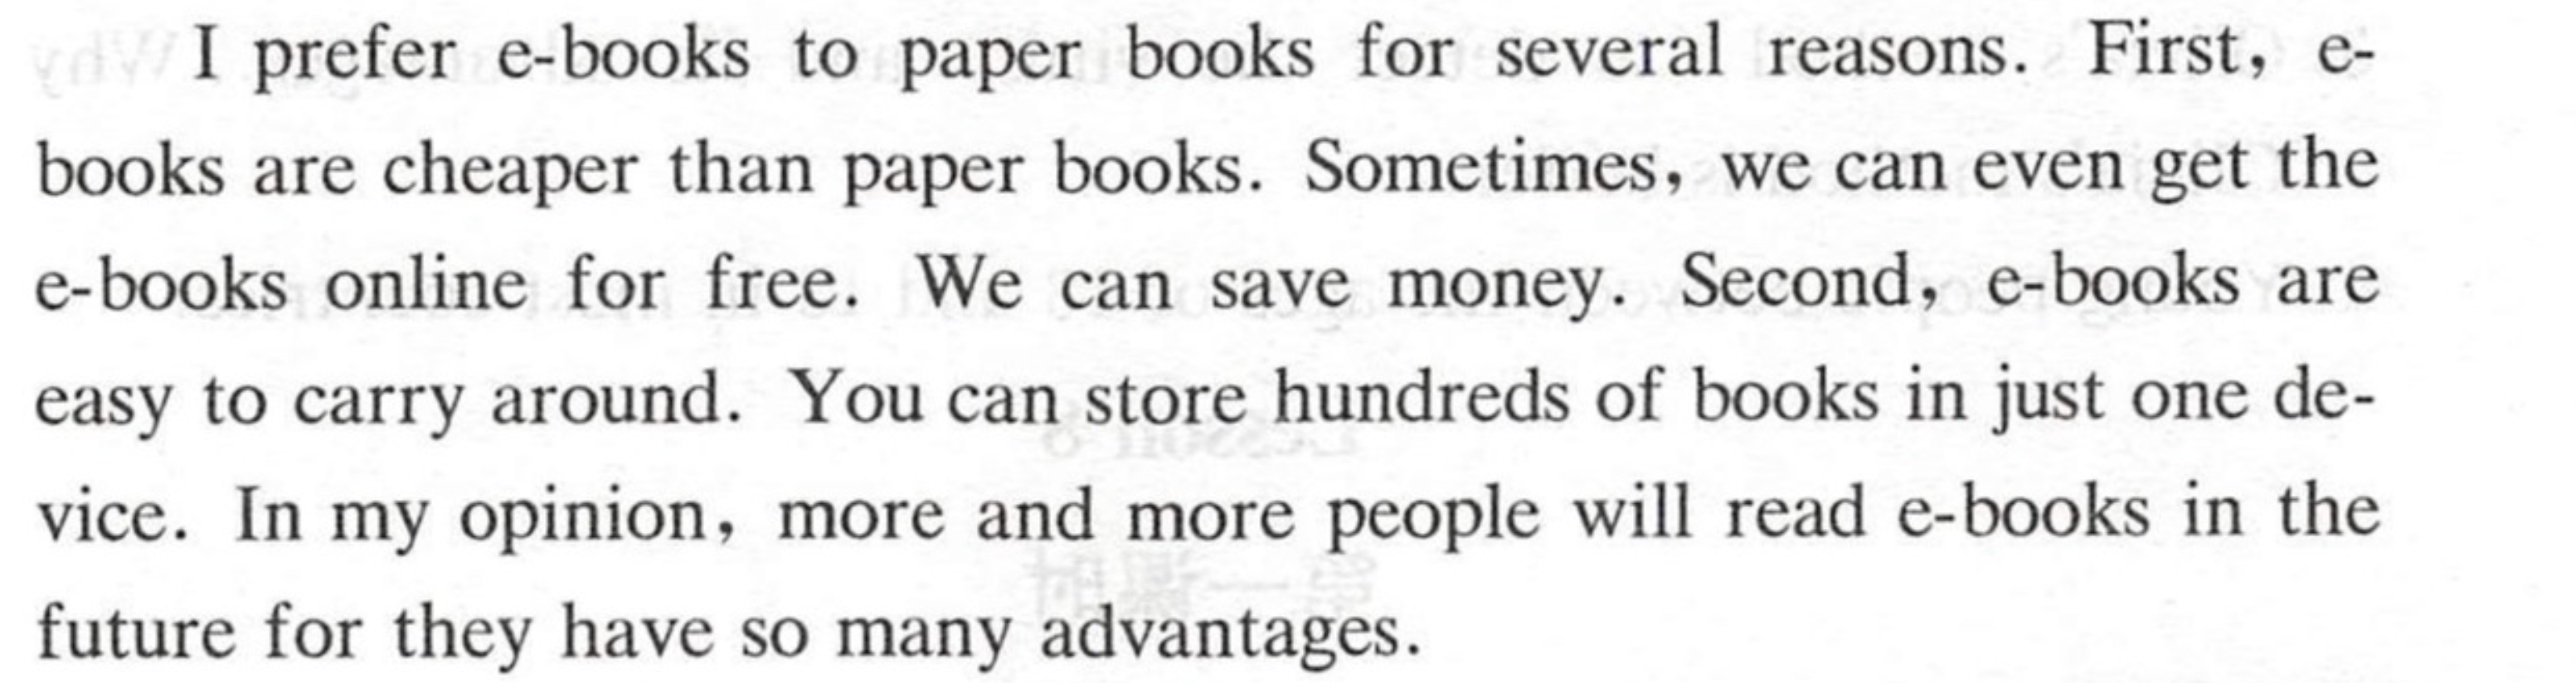 I prefer e-books to paper books for several reasons. First, e-
books are cheaper than paper books. Sometimes, we can even get the
e-books online for free. We can save money. Second, e-books are
easy to carry around. You can store hundreds of books in just one de-
vice. In my opinion, more and more people will read e-books in the
future for they have so many advantages.